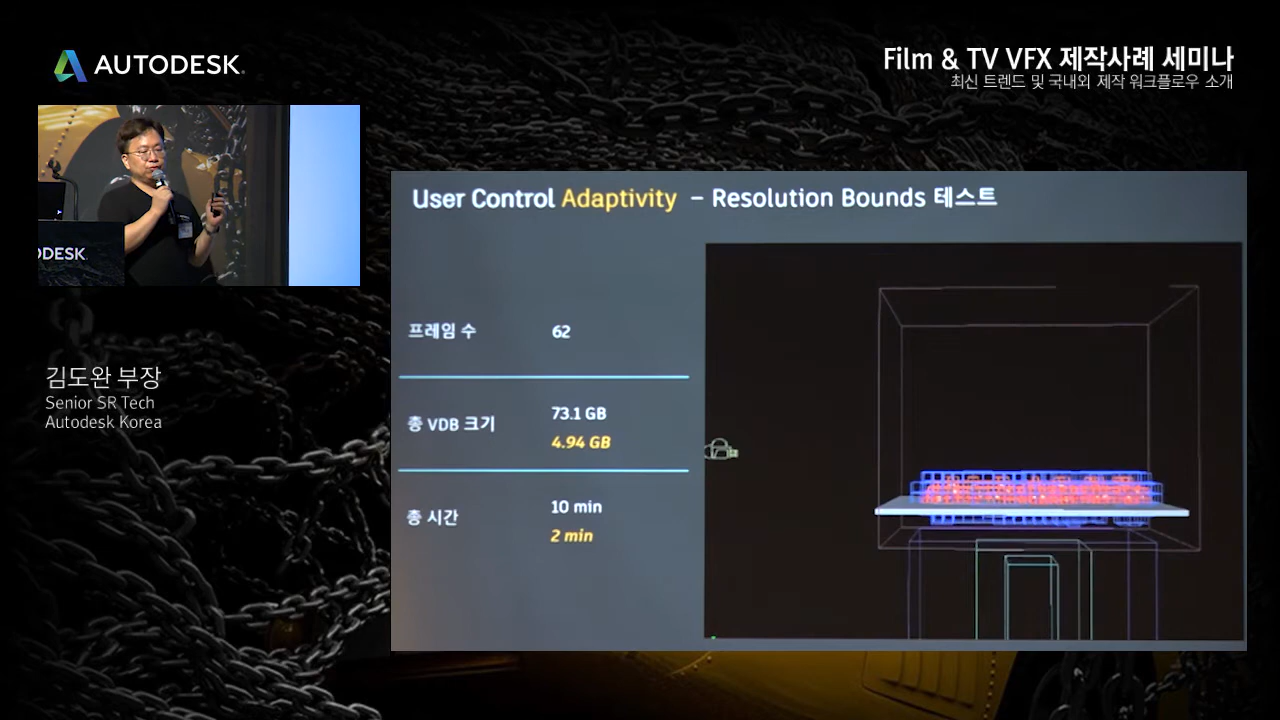 AUTODESK
Film & TV VFX 제작사례 세미나
최신 트렌드 및 국내외 제작 워크플로우 소개
DESK
김도완 부장
Senior SR Tech
Autodesk Korea
User Control Adaptivity – Resolution Bounds 테스트
프레임 수 62
총 VDB 크기 73.1 GB
4.94 GB
총 시간 10 min
2 min